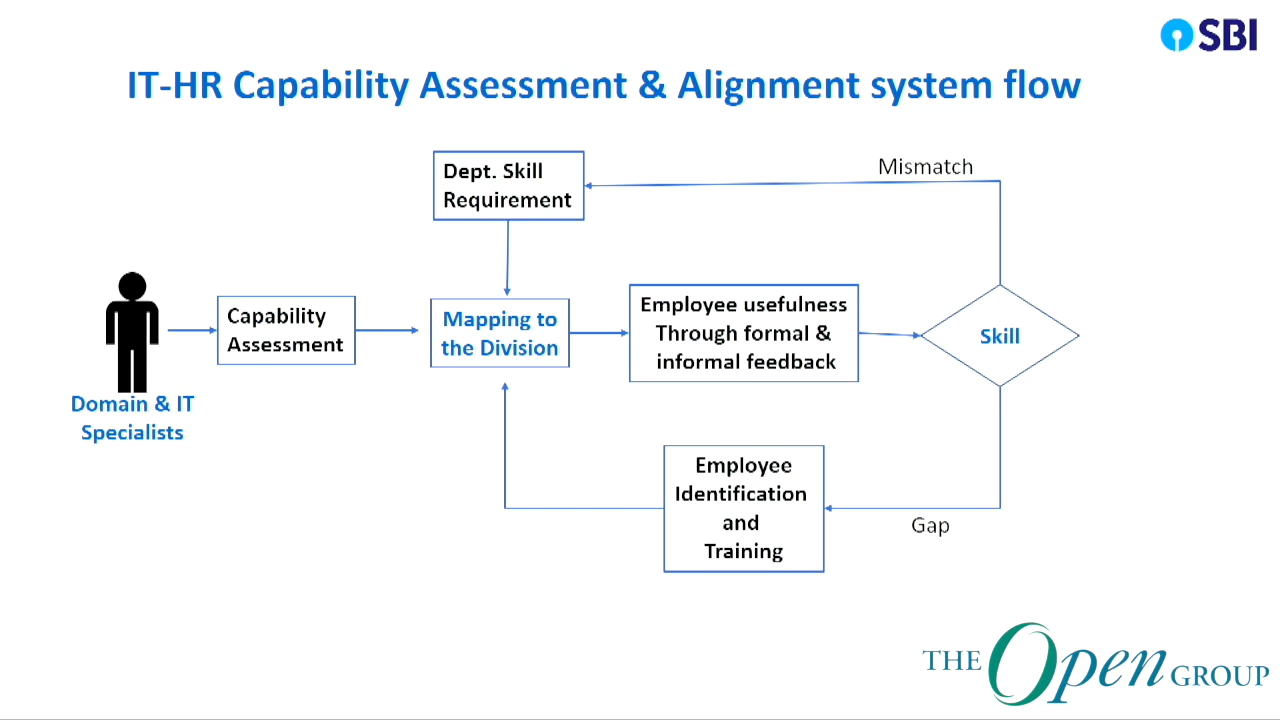 SBI
IT-HR Capability Assessment & Alignment system flow
Mismatch
Dept. Skill
Requirement
Capability
Assessment
Mapping to
the Division
Employee usefulness
Through formal &
informal feedback
Skill
Domain & IT
Specialists
Employee
Identification
and
Training
Gap
THE Open GROUP